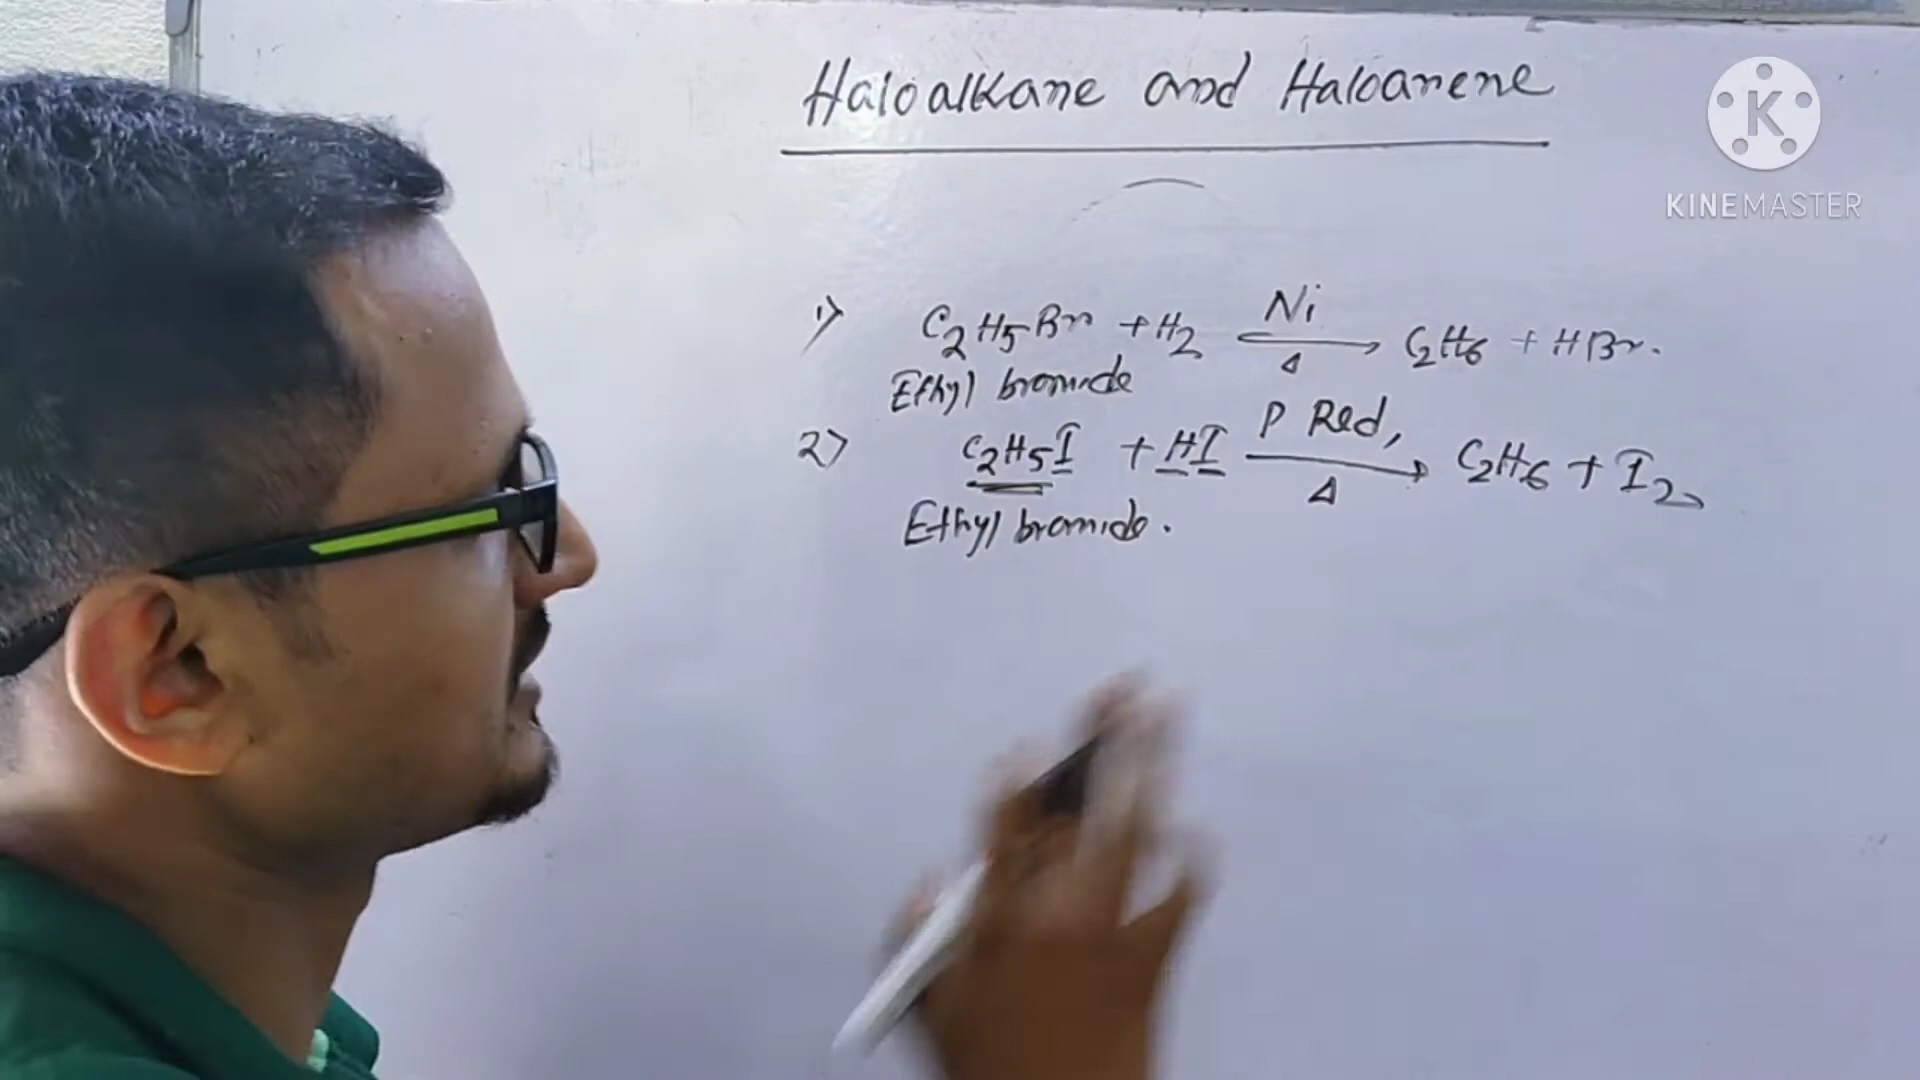 Haloalkane and Haloarene
KINEMASTER
1) C2H5Br + H2 Ni Δ C2H6 + HBr.
Ethyl bromide
2) C2H5I + HI P Red, Δ C2H6 + I2
Ethyl bromide.